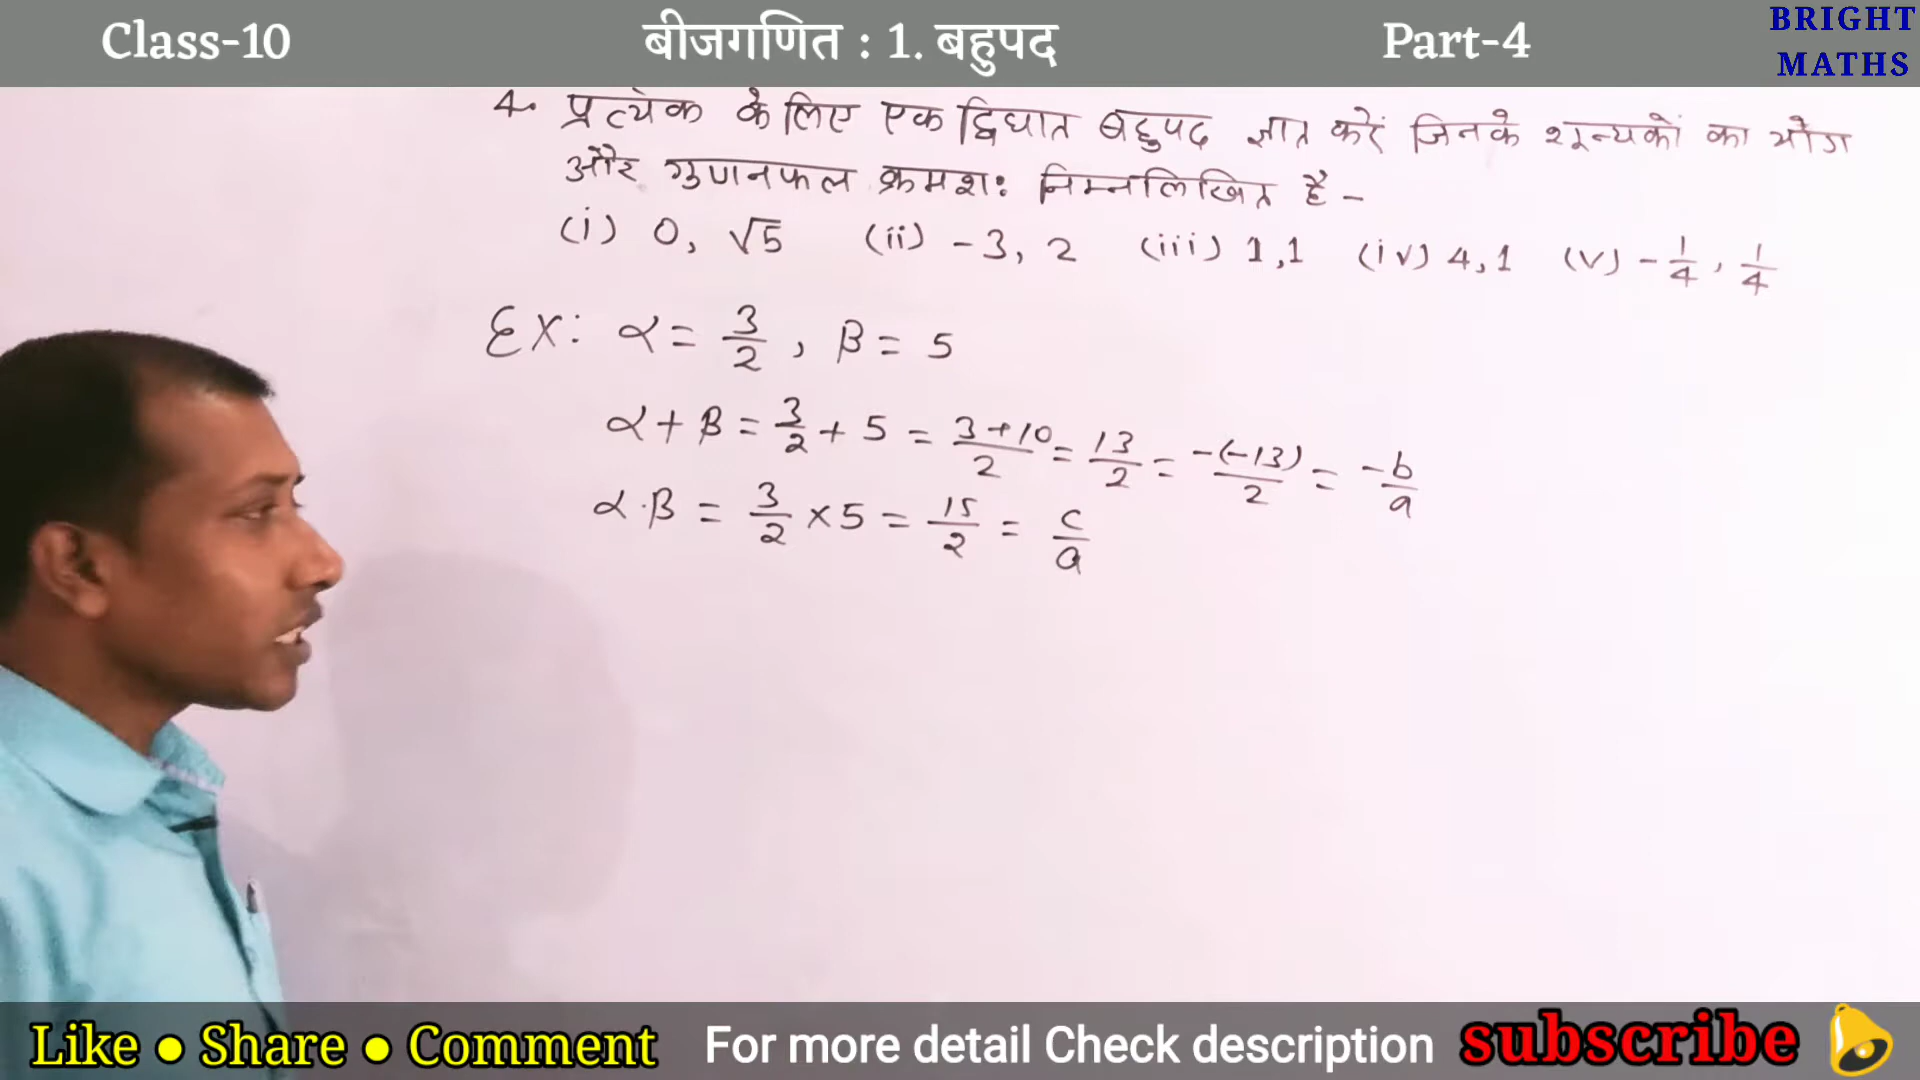 Class-10 बीजगणित : 1. बहुपद Part-4 BRIGHT MATHS
4. प्रत्येक के लिए एक द्विघात बहुपद ज्ञात करें जिनके शून्यकों का योग
और गुणनफल क्रमशः निम्नलिखित है -
(i) 0, √5 (ii) -3, 2 (iii) 1,1 (iv) 4,1 (v) -1/4, 1/4
Ex: α = 3/2, β = 5
α + β = 3/2 + 5 = (3+10)/2 = 13/2 = -(-13)/2 = -b/a
α·β = 3/2 × 5 = 15/2 = c/a
Like ● Share ● Comment For more detail Check description subscribe